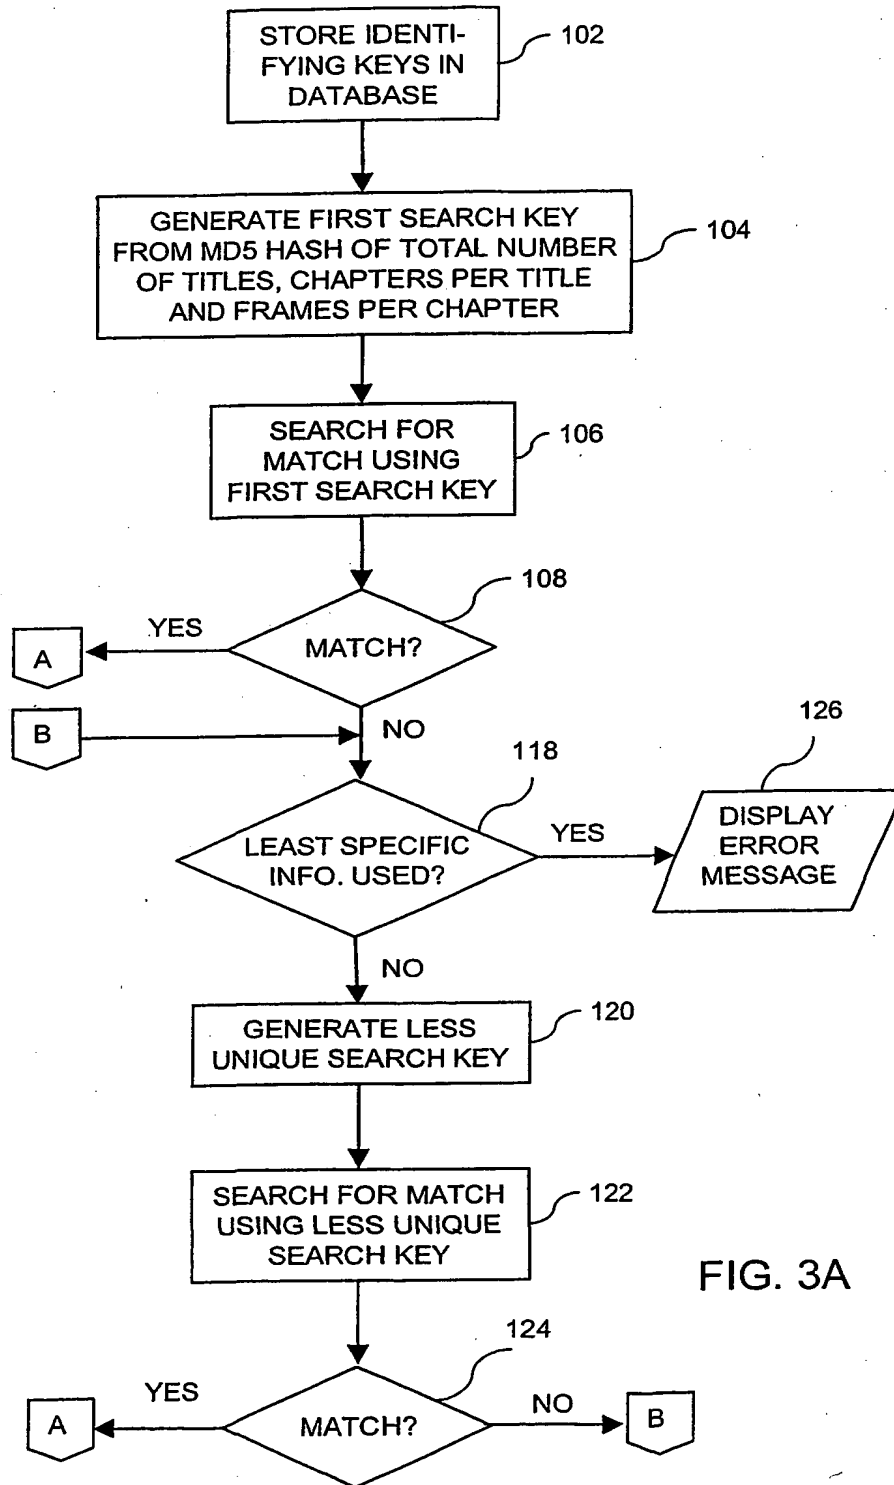 STORE IDENTI-
FYING KEYS IN
DATABASE
102
GENERATE FIRST SEARCH KEY
FROM MD5 HASH OF TOTAL NUMBER
OF TITLES, CHAPTERS PER TITLE
AND FRAMES PER CHAPTER
104
SEARCH FOR
MATCH USING
FIRST SEARCH KEY
106
108
YES
MATCH?
A
B
NO
126
118
DISPLAY
ERROR
MESSAGE
YES
LEAST SPECIFIC
INFO. USED?
NO
GENERATE LESS
UNIQUE SEARCH KEY
120
SEARCH FOR MATCH
USING LESS UNIQUE
SEARCH KEY
122
FIG. 3A
124
YES
A
MATCH?
NO
B